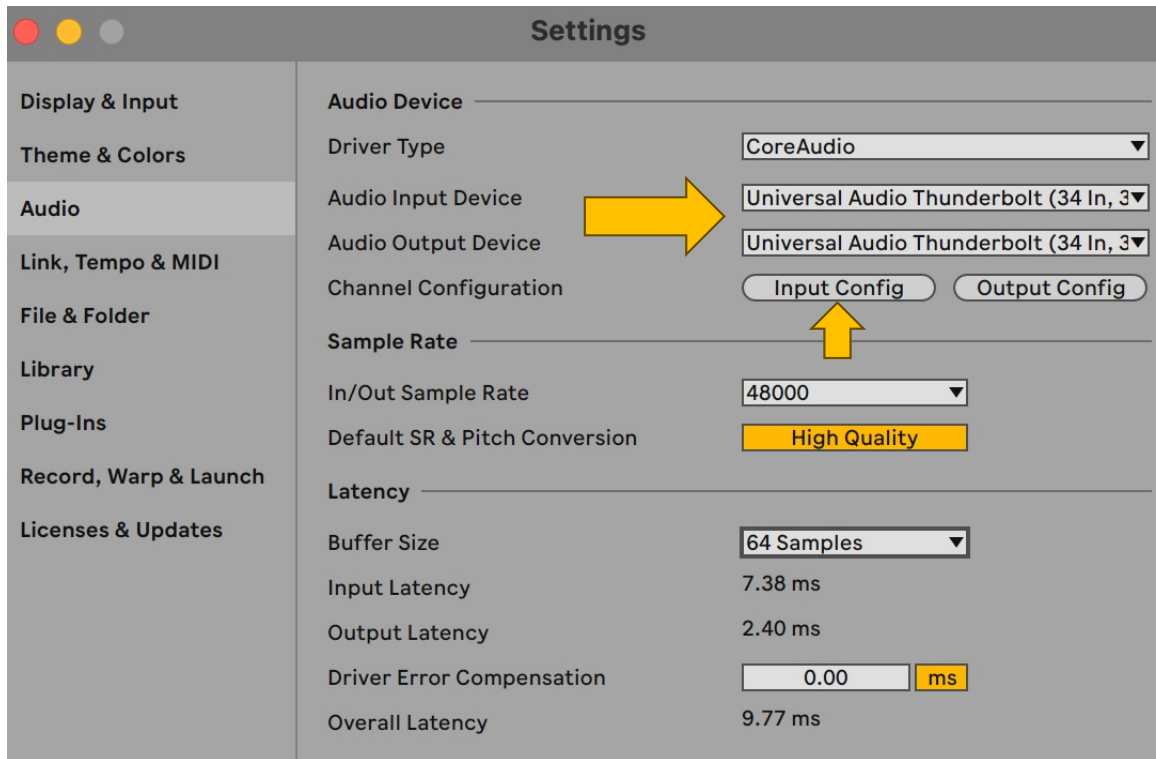 Settings
Display & Input
Theme & Colors
Audio
Link, Tempo & MIDI
File & Folder
Library
Plug-Ins
Record, Warp & Launch
Licenses & Updates
Audio Device
Driver Type CoreAudio
Audio Input Device Universal Audio Thunderbolt (34 In, 3
Audio Output Device Universal Audio Thunderbolt (34 In, 3
Channel Configuration Input Config Output Config
Sample Rate
In/Out Sample Rate 48000
Default SR & Pitch Conversion High Quality
Latency
Buffer Size 64 Samples
Input Latency 7.38 ms
Output Latency 2.40 ms
Driver Error Compensation 0.00 ms
Overall Latency 9.77 ms